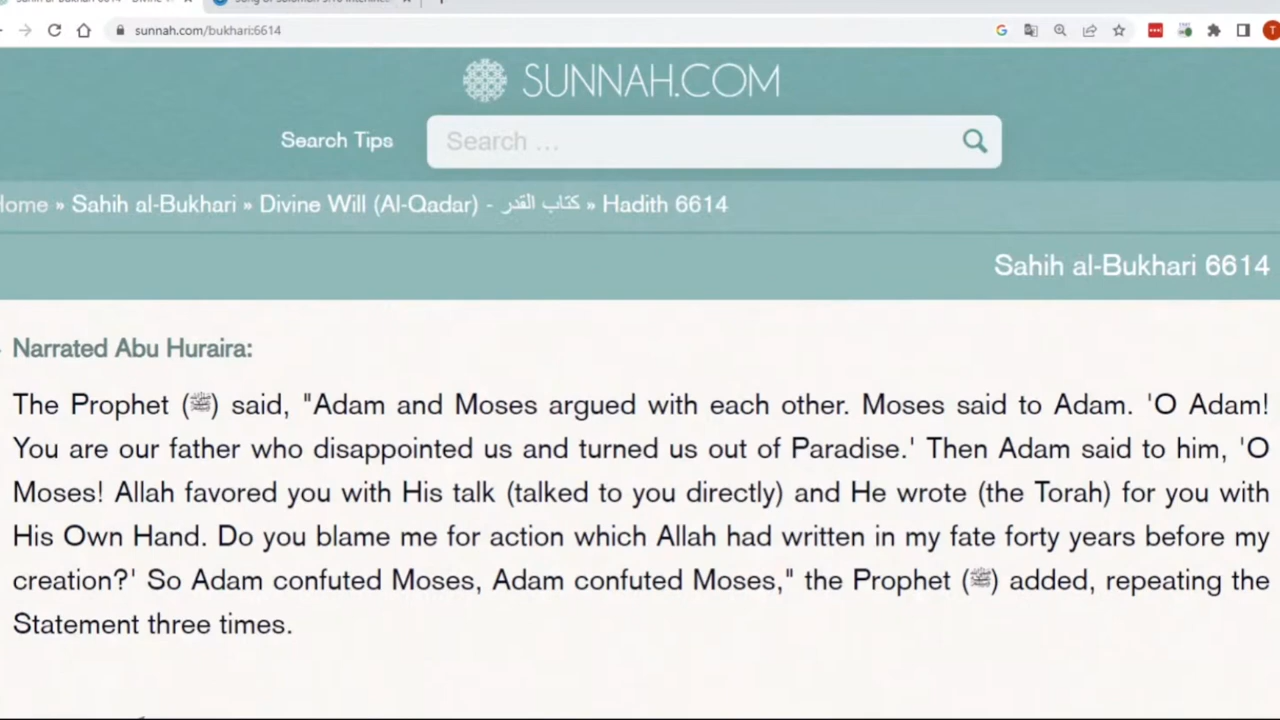 sunnah.com/bukhari:6614
SUNNAH.COM
Search Tips
Search ...
Home » Sahih al-Bukhari » Divine Will (Al-Qadar) - كتاب القدر » Hadith 6614
Sahih al-Bukhari 6614
Narrated Abu Huraira:
The Prophet (ﷺ) said, "Adam and Moses argued with each other. Moses said to Adam. 'O Adam!
You are our father who disappointed us and turned us out of Paradise.' Then Adam said to him, 'O
Moses! Allah favored you with His talk (talked to you directly) and He wrote (the Torah) for you with
His Own Hand. Do you blame me for action which Allah had written in my fate forty years before my
creation?' So Adam confuted Moses, Adam confuted Moses," the Prophet (ﷺ) added, repeating the
Statement three times.